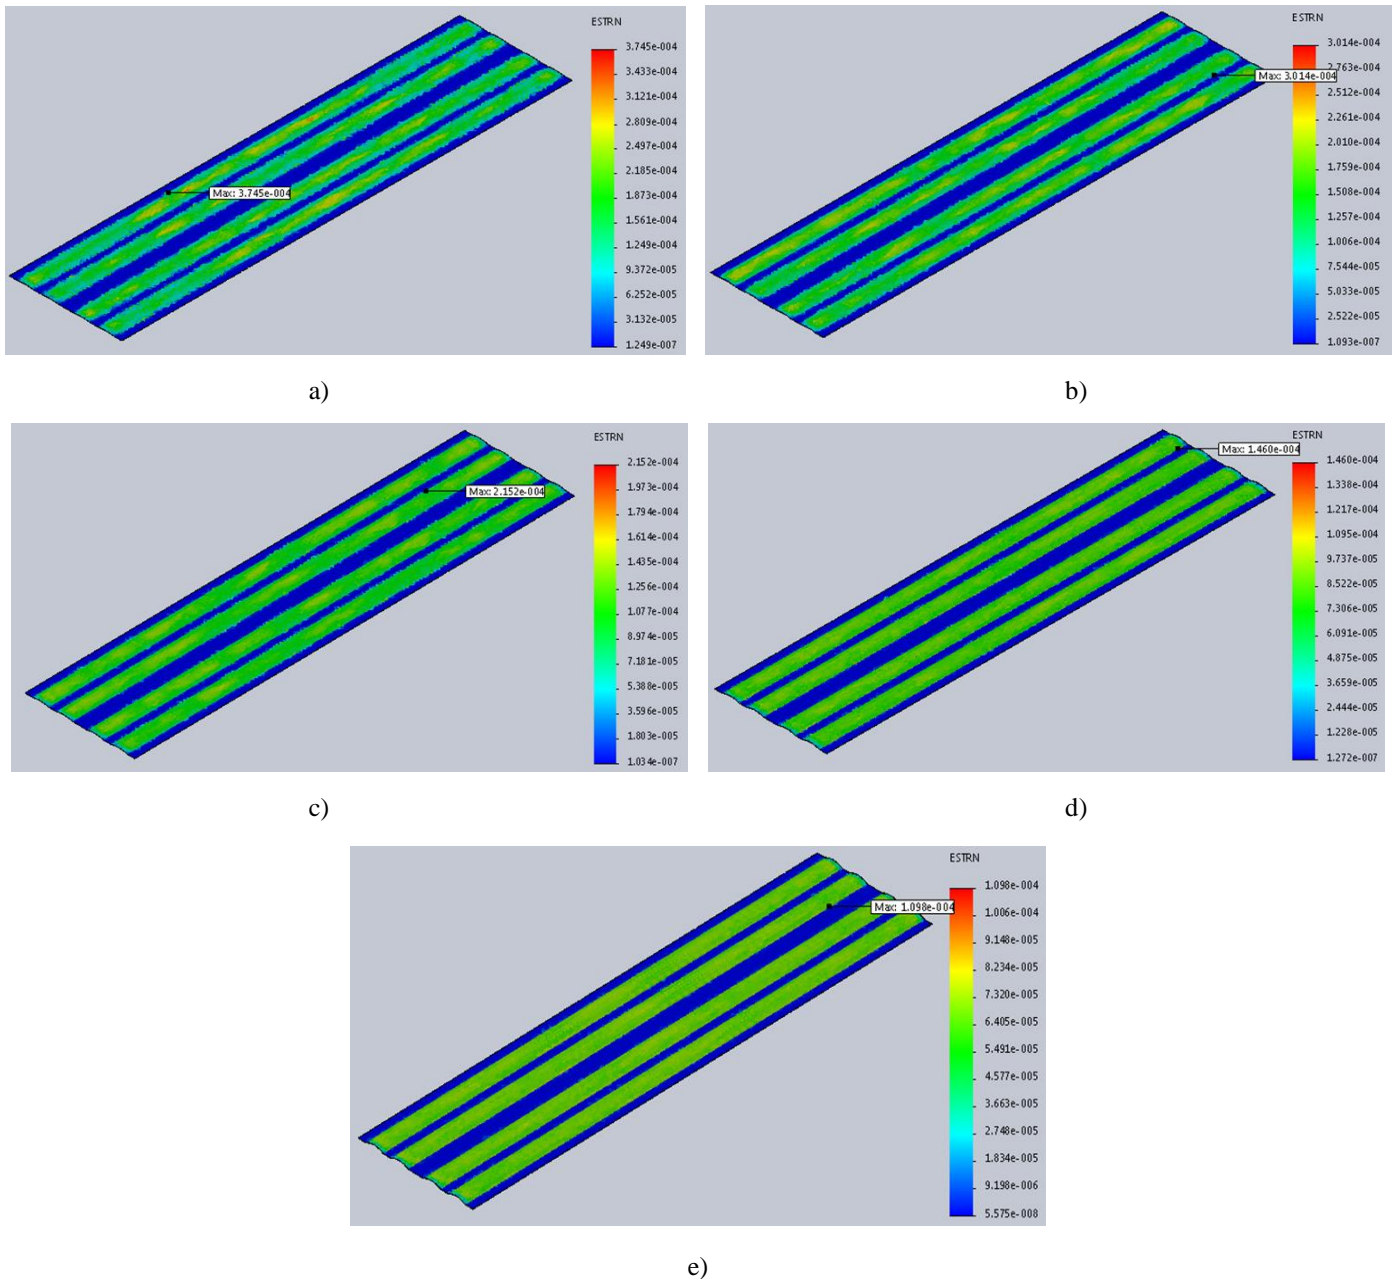 ESTRN
3.745e-004
3.433e-004
3.121e-004
2.809e-004
2.497e-004
2.185e-004
1.873e-004
1.561e-004
1.249e-004
9.372e-005
6.252e-005
3.132e-005
1.249e-007
Max: 3.745e-004
a)
ESTRN
3.014e-004
2.763e-004
2.512e-004
2.261e-004
2.010e-004
1.759e-004
1.508e-004
1.257e-004
1.006e-004
7.544e-005
5.033e-005
2.522e-005
1.093e-007
Max: 3.014e-004
b)
ESTRN
2.152e-004
1.973e-004
1.794e-004
1.614e-004
1.435e-004
1.256e-004
1.077e-004
8.974e-005
7.181e-005
5.388e-005
3.596e-005
1.803e-005
1.034e-007
Max: 2.152e-004
c)
ESTRN
1.460e-004
1.338e-004
1.217e-004
1.095e-004
9.737e-005
8.522e-005
7.306e-005
6.091e-005
4.875e-005
3.659e-005
2.444e-005
1.228e-005
1.272e-007
Max: 1.460e-004
d)
ESTRN
1.098e-004
1.006e-004
9.148e-005
8.234e-005
7.320e-005
6.405e-005
5.491e-005
4.577e-005
3.663e-005
2.748e-005
1.834e-005
9.198e-006
5.575e-008
Max: 1.098e-004
e)